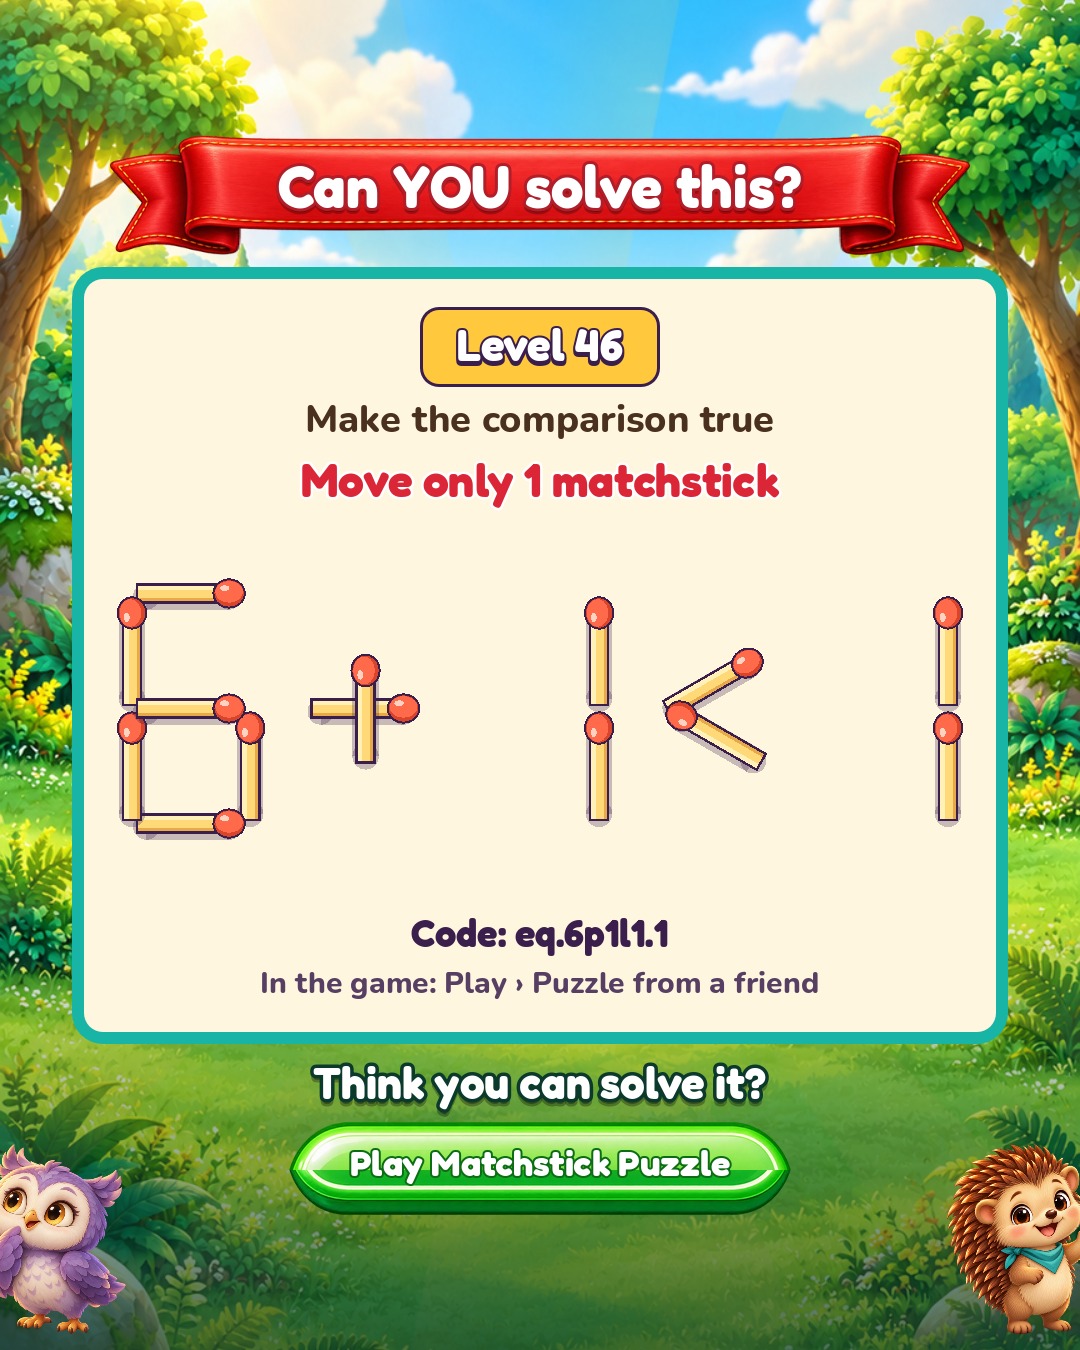 Can YOU solve this?
Level 46
Make the comparison true
Move only 1 matchstick
6 + 1 < 1
Code: eq.6p1l1.1
In the game: Play › Puzzle from a friend
Think you can solve it?
Play Matchstick Puzzle